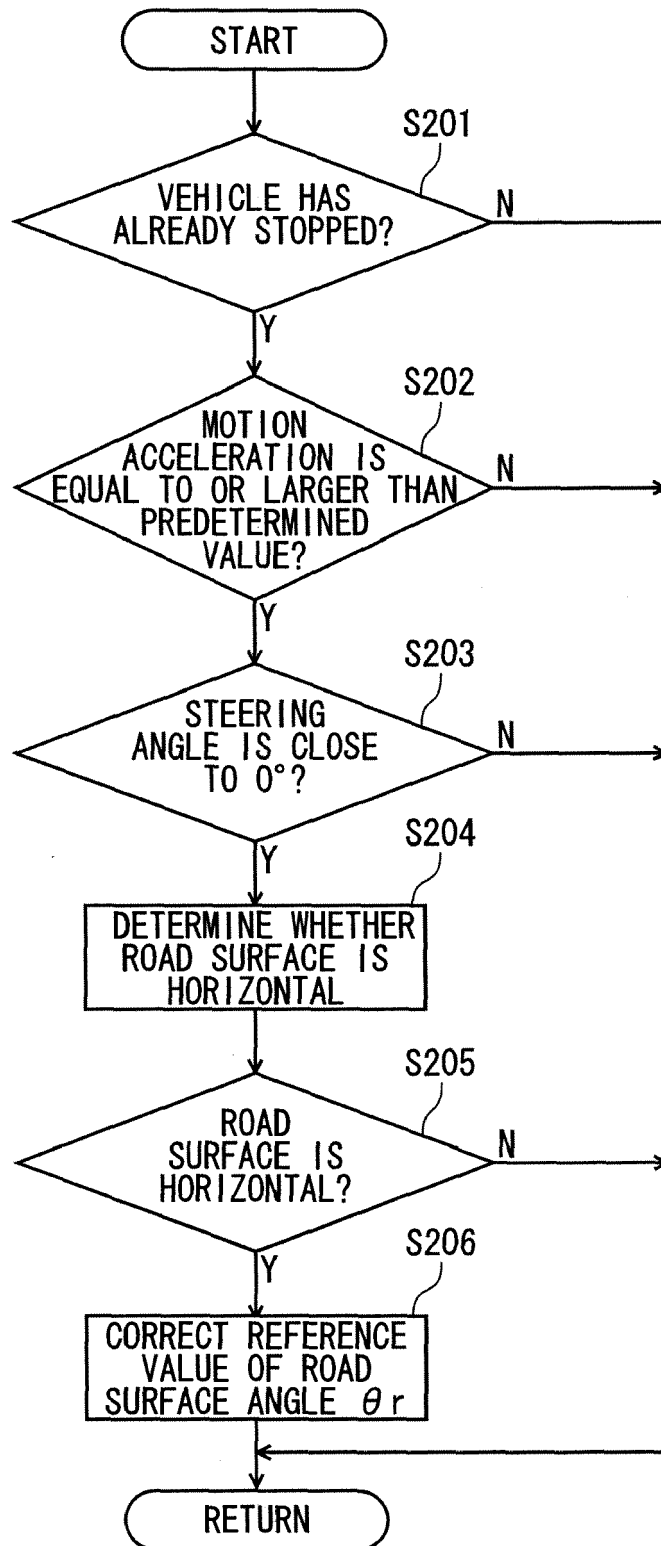 START
S201
VEHICLE HAS
ALREADY STOPPED?
N
Y
S202
MOTION
ACCELERATION IS
EQUAL TO OR LARGER THAN
PREDETERMINED
VALUE?
N
Y
S203
STEERING
ANGLE IS CLOSE
TO 0°?
N
Y
S204
DETERMINE WHETHER
ROAD SURFACE IS
HORIZONTAL
S205
ROAD
SURFACE IS
HORIZONTAL?
N
Y
S206
CORRECT REFERENCE
VALUE OF ROAD
SURFACE ANGLE θr
RETURN